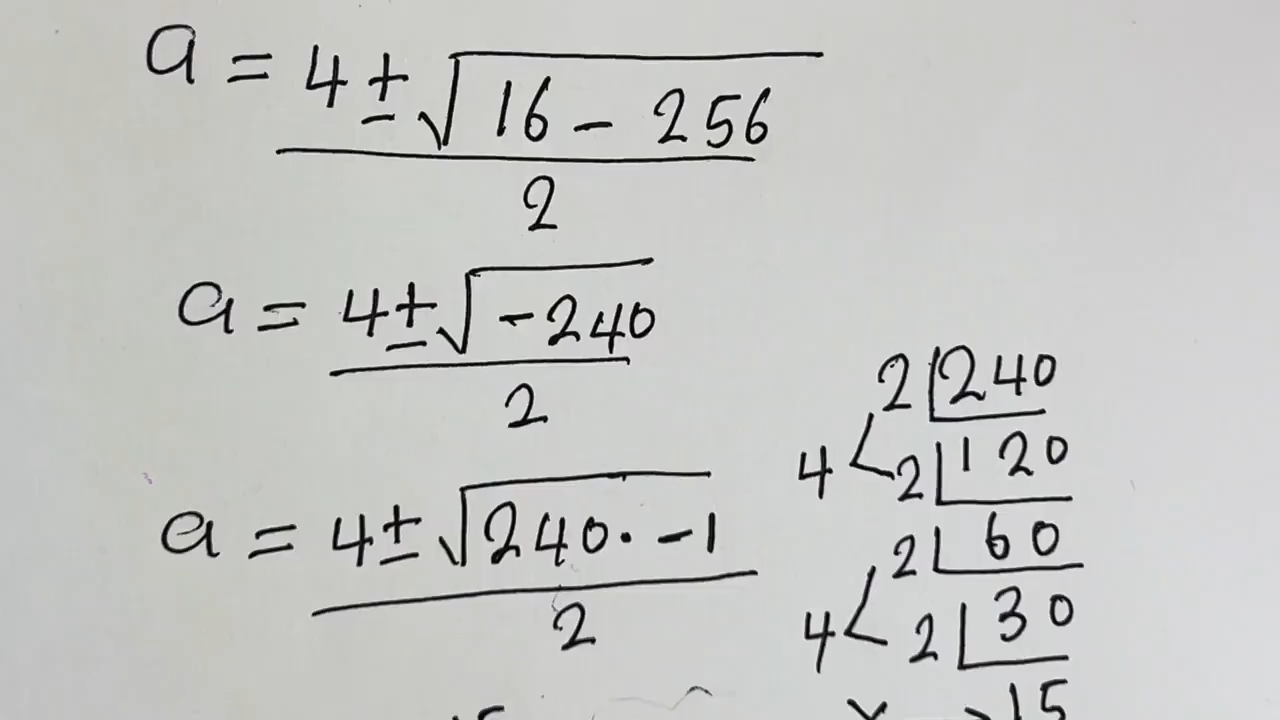 a = 4 ± √16 - 256
2
a = 4 ± √-240
2
a = 4 ± √240 · -1
2
2 | 240
4 < 2 | 120
2 | 60
4 < 2 | 30
15